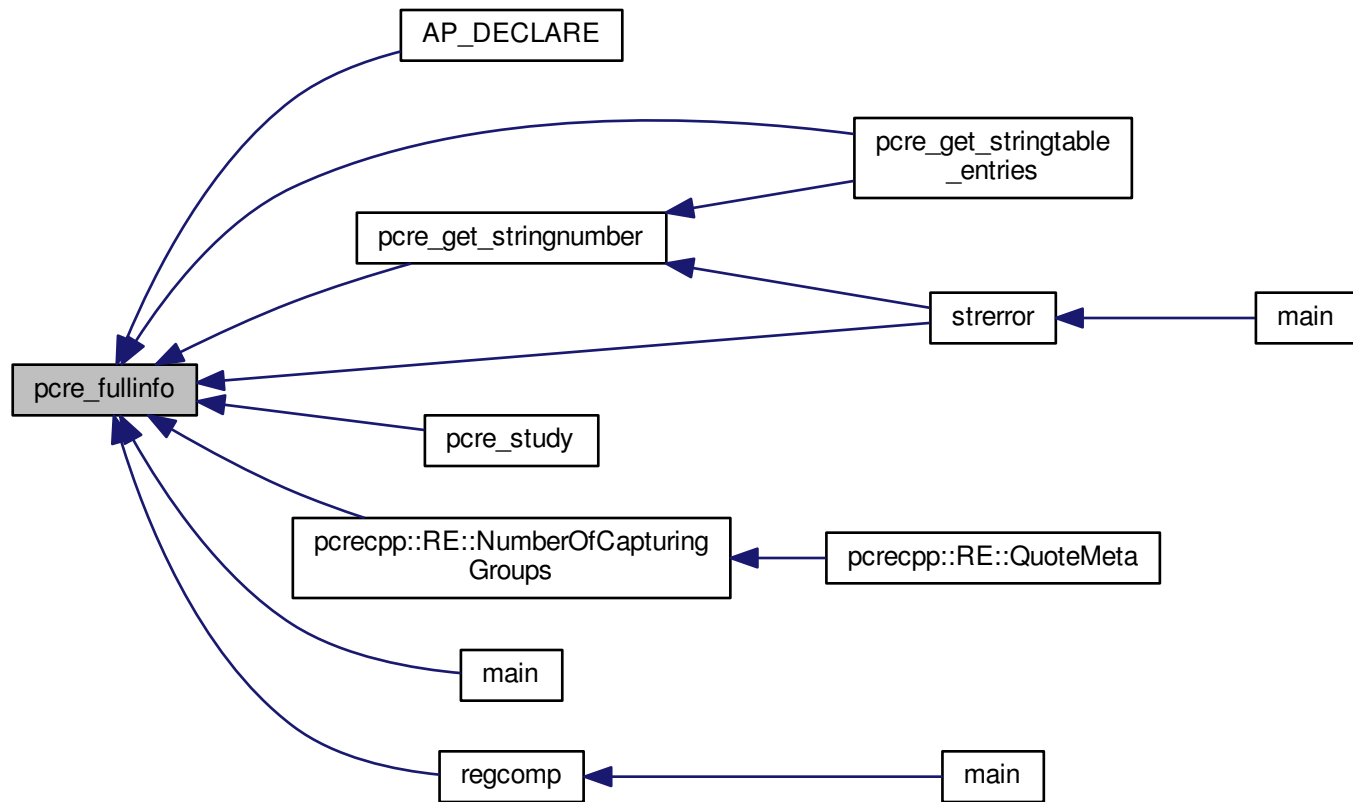 AP_DECLARE
pcre_get_stringtable
_entries
pcre_get_stringnumber
strerror
main
pcre_fullinfo
pcre_study
pcrecpp::RE::NumberOfCapturing
Groups
pcrecpp::RE::QuoteMeta
main
regcomp
main